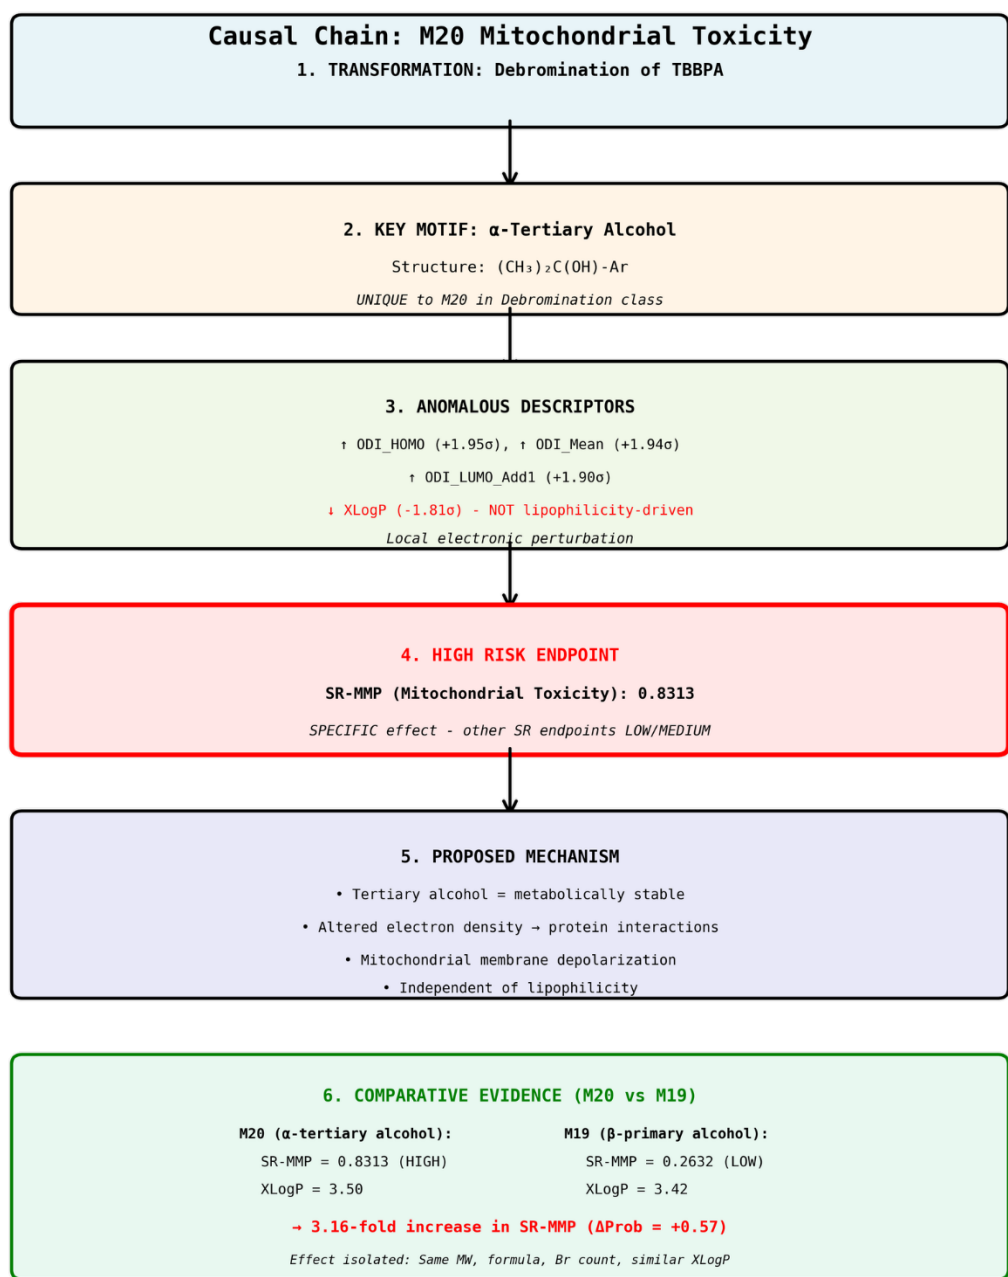 Causal Chain: M20 Mitochondrial Toxicity
1. TRANSFORMATION: Debromination of TBBPA
2. KEY MOTIF: α-Tertiary Alcohol
Structure: (CH₃)₂C(OH)-Ar
UNIQUE to M20 in Debromination class
3. ANOMALOUS DESCRIPTORS
↑ ODI_HOMO (+1.95σ), ↑ ODI_Mean (+1.94σ)
↑ ODI_LUMO_Add1 (+1.90σ)
↓ XLogP (-1.81σ) - NOT lipophilicity-driven
Local electronic perturbation
4. HIGH RISK ENDPOINT
SR-MMP (Mitochondrial Toxicity): 0.8313
SPECIFIC effect - other SR endpoints LOW/MEDIUM
5. PROPOSED MECHANISM
• Tertiary alcohol = metabolically stable
• Altered electron density → protein interactions
• Mitochondrial membrane depolarization
• Independent of lipophilicity
6. COMPARATIVE EVIDENCE (M20 vs M19)
M20 (α-tertiary alcohol):
SR-MMP = 0.8313 (HIGH)
XLogP = 3.50
M19 (β-primary alcohol):
SR-MMP = 0.2632 (LOW)
XLogP = 3.42
→ 3.16-fold increase in SR-MMP (ΔProb = +0.57)
Effect isolated: Same MW, formula, Br count, similar XLogP